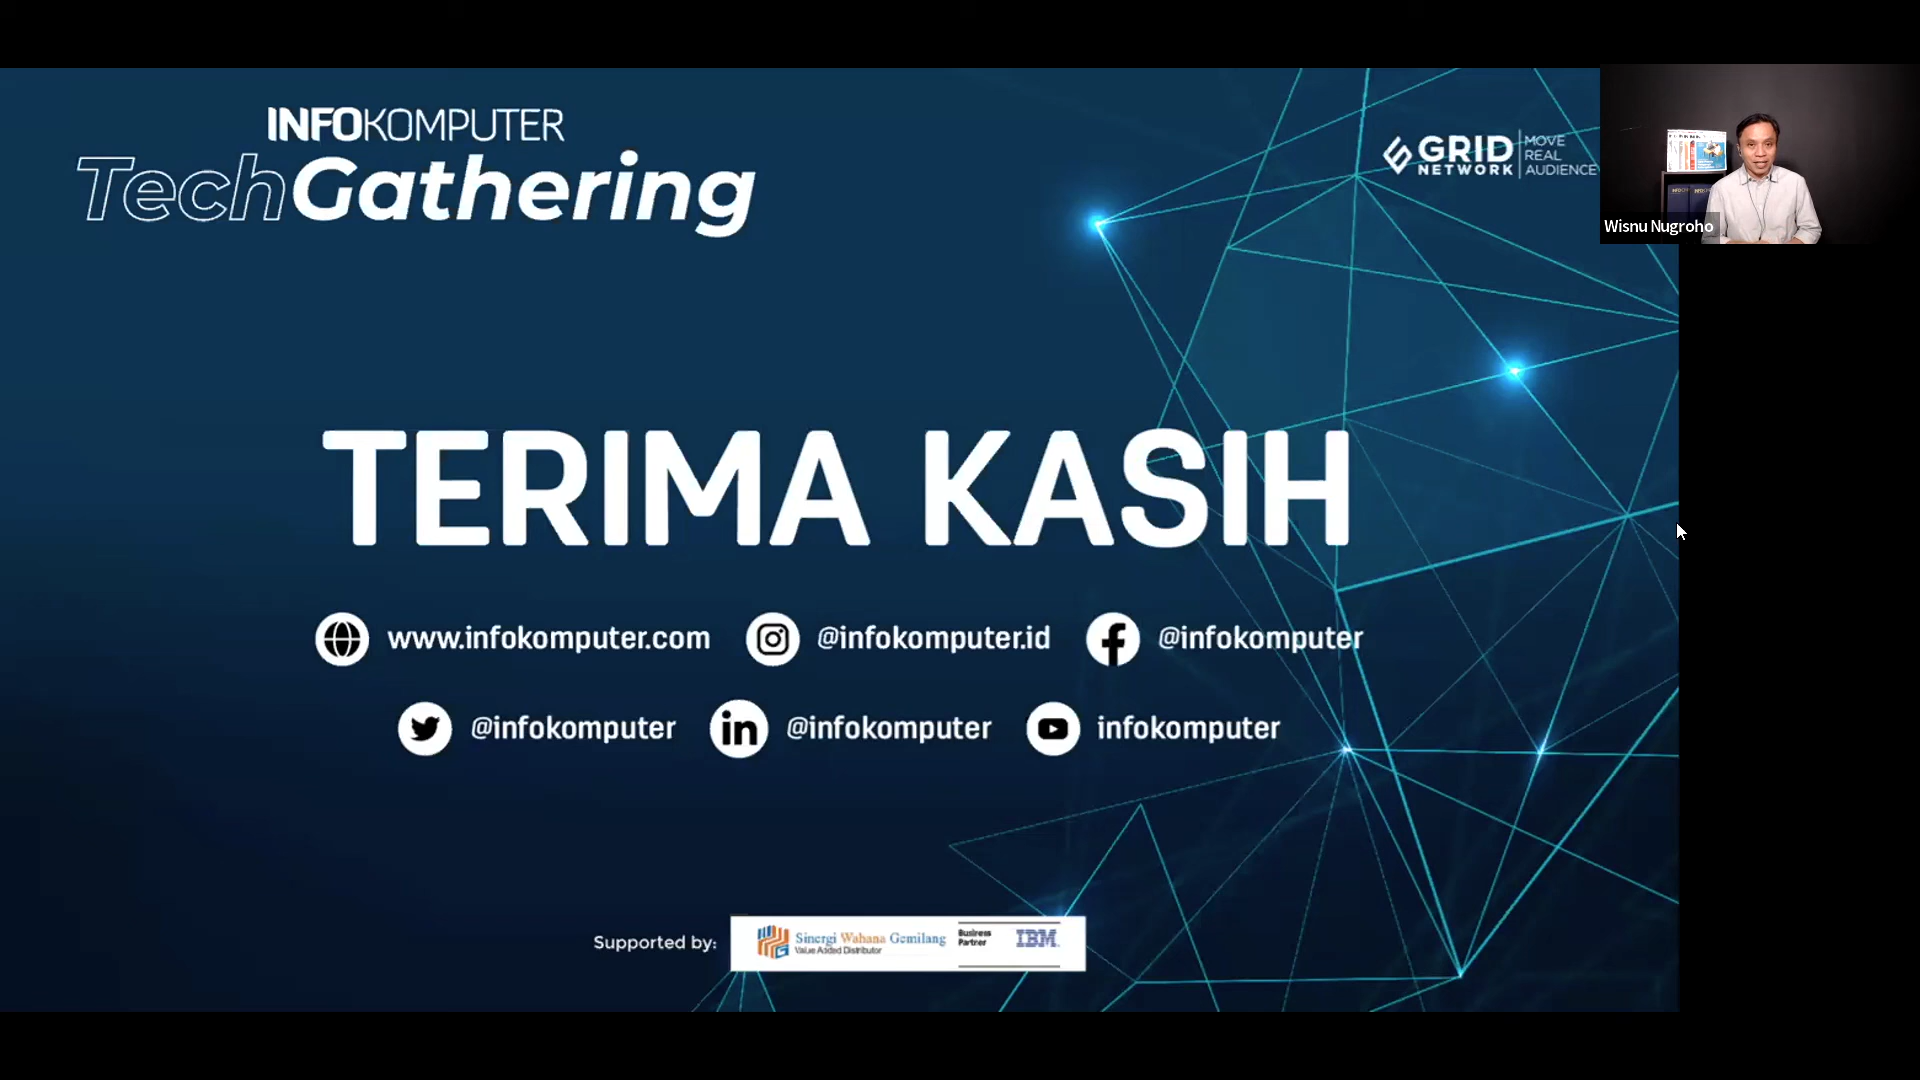 INFOKOMPUTER
TechGathering
GRID
NETWORK
MOVE
REAL
AUDIENCE
Wisnu Nugroho
TERIMA KASIH
www.infokomputer.com
@infokomputer.id
@infokomputer
@infokomputer
in
@infokomputer
infokomputer
Supported by:
Sinergi Wahana Gemilang
Value Added Distributor
Business
Partner
IBM